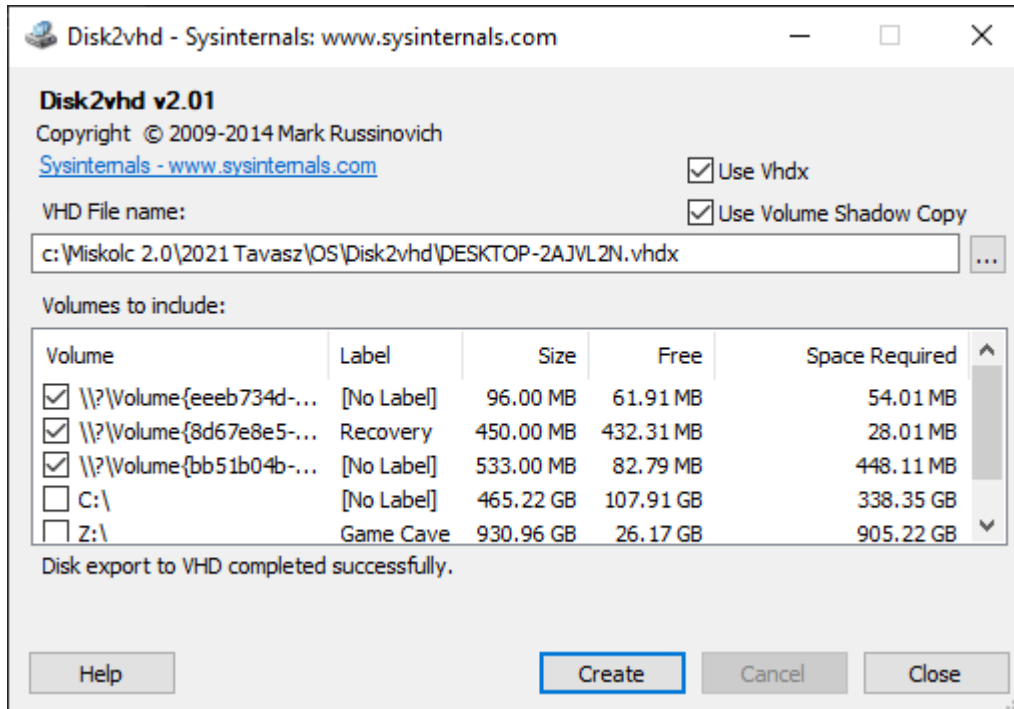 Disk2vhd - Sysinternals: www.sysinternals.com
Disk2vhd v2.01
Copyright © 2009-2014 Mark Russinovich
Sysinternals - www.sysinternals.com
Use Vhdx
VHD File name:
Use Volume Shadow Copy
c:\Miskolc 2.0\2021 Tavasz\OS\Disk2vhd\DESKTOP-2AJVL2N.vhdx
...
Volumes to include:
Volume Label Size Free Space Required
\\?\Volume{eeeb734d-... [No Label] 96.00 MB 61.91 MB 54.01 MB
\\?\Volume{8d67e8e5-... Recovery 450.00 MB 432.31 MB 28.01 MB
\\?\Volume{bb51b04b-... [No Label] 533.00 MB 82.79 MB 448.11 MB
C:\ [No Label] 465.22 GB 107.91 GB 338.35 GB
Z:\ Game Cave 930.96 GB 26.17 GB 905.22 GB
Disk export to VHD completed successfully.
Help Create Cancel Close